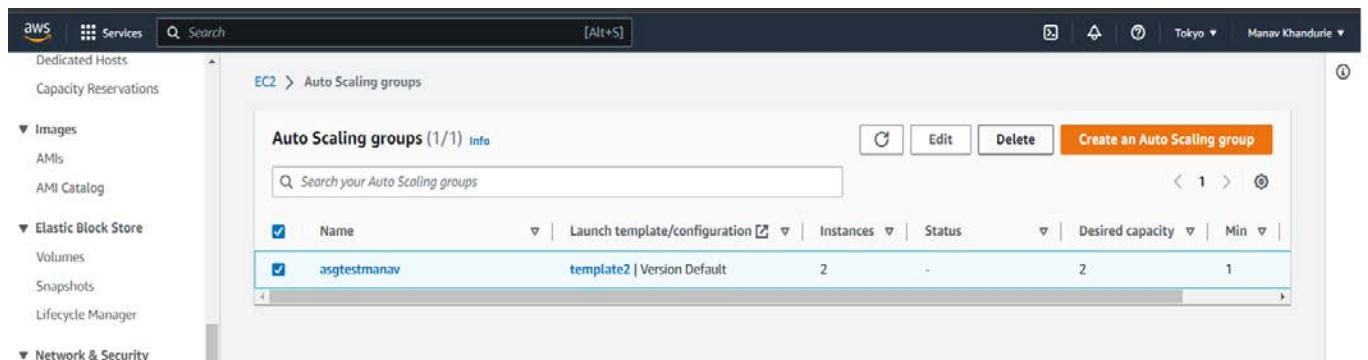 aws Services Search [Alt+S] Tokyo Manav Khandurie
Dedicated Hosts
Capacity Reservations
Images
AMIs
AMI Catalog
Elastic Block Store
Volumes
Snapshots
Lifecycle Manager
Network & Security
EC2 > Auto Scaling groups
Auto Scaling groups (1/1) Info Edit Delete Create an Auto Scaling group
Search your Auto Scaling groups < 1 >
Name Launch template/configuration Instances Status Desired capacity Min
asgtestmanav template2 | Version Default 2 - 2 1